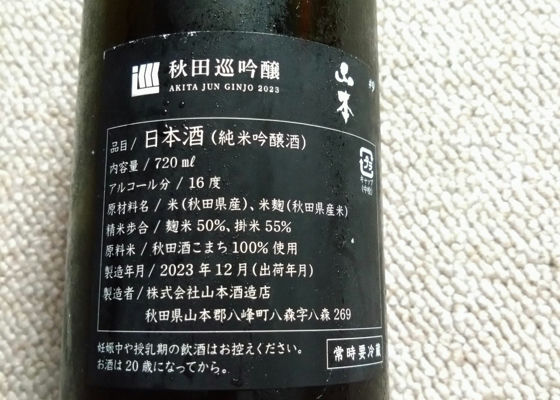 秋田巡吟醸
AKITA JUN GINJO 2023
山本
品目/日本酒(純米吟醸酒)
内容量/720㎖
アルコール分/16度
原材料名/米(秋田県産)、米麹(秋田県産米)
精米歩合/麹米50%、掛米55%
原料米/秋田酒こまち100%使用
製造年月/2023年12月(出荷年月)
製造者/株式会社山本酒造店
秋田県山本郡八峰町八森字八森269
プラ
キャップ
(中栓)
妊娠中や授乳期の飲酒はお控えください。
お酒は20歳になってから。
常時要冷蔵